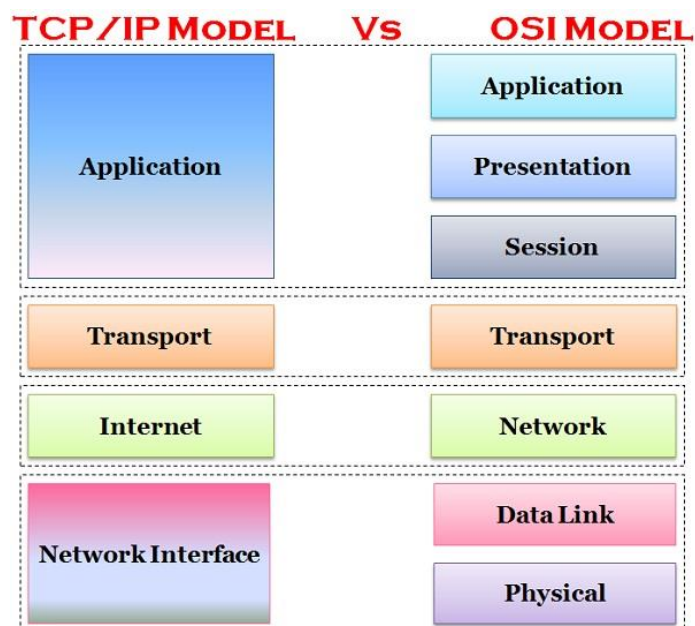 TCP/IP MODEL VS OSI MODEL
Application
Application
Presentation
Session
Transport
Transport
Internet
Network
Network Interface
Data Link
Physical